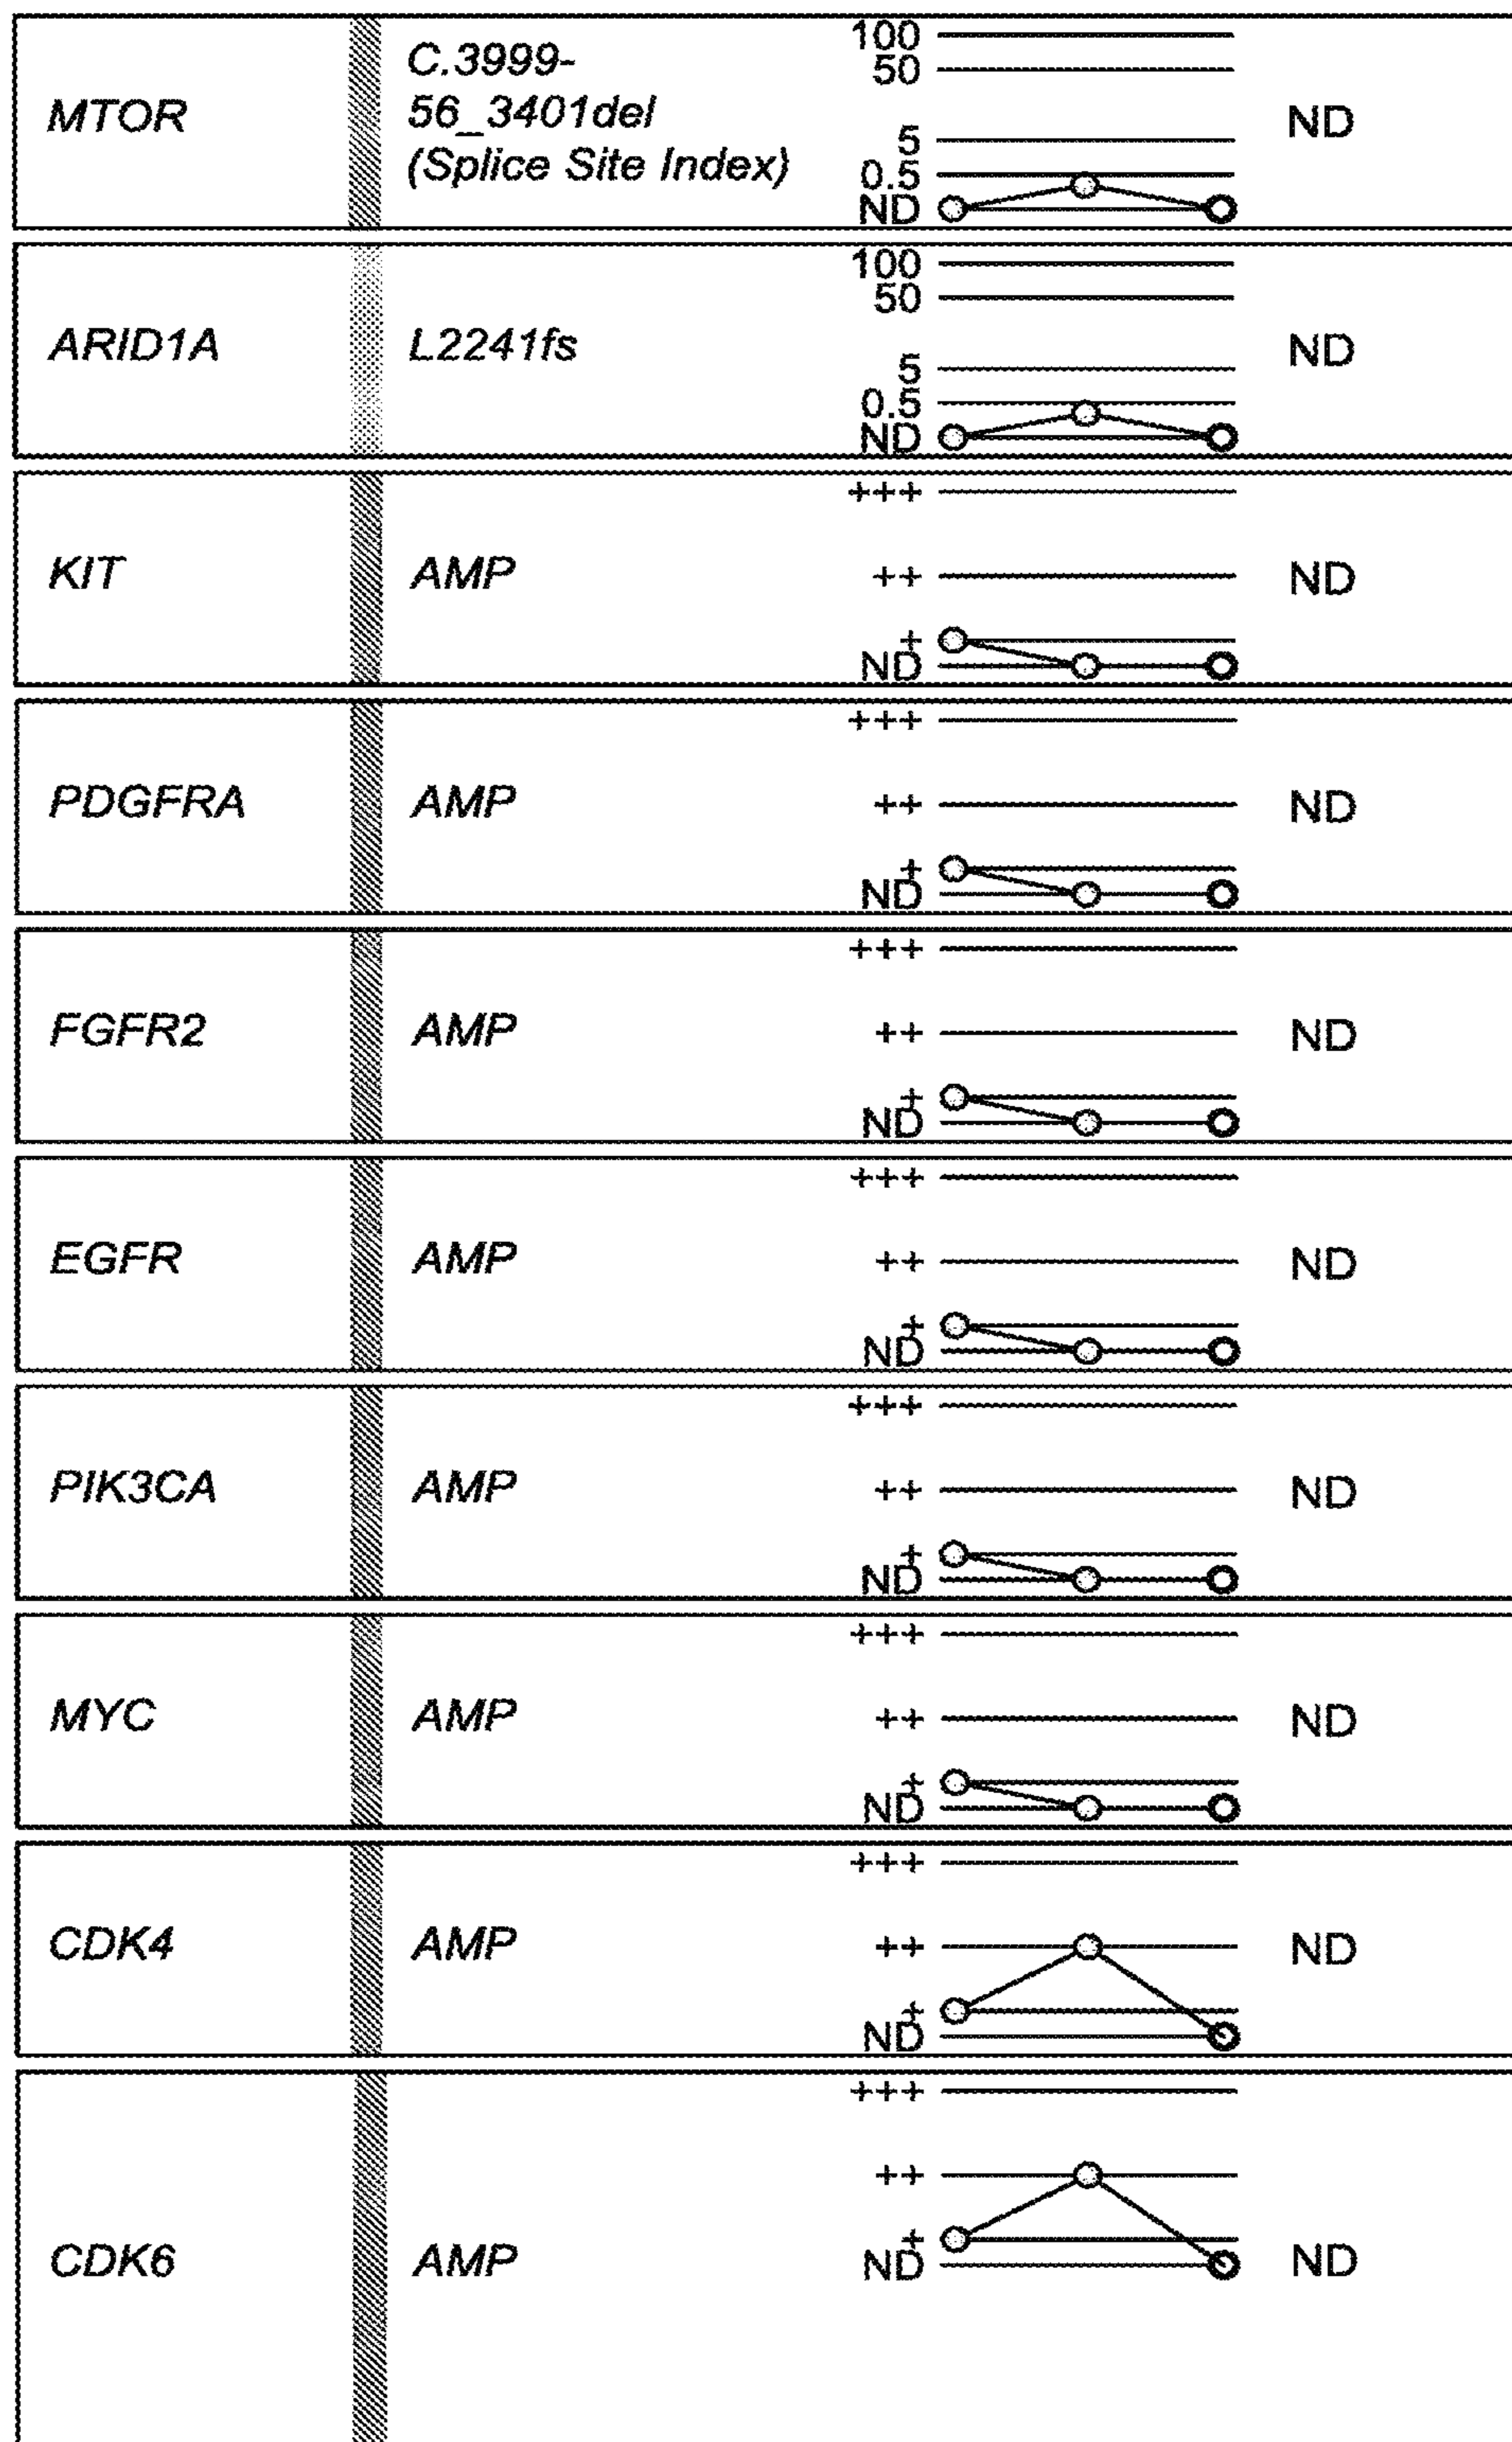 MTOR
C.3999-
56_3401del
(Splice Site Index)
100
50
5
0.5
ND
ND
ARID1A
L2241fs
100
50
5
0.5
ND
ND
KIT
AMP
+++
++
+
ND
ND
PDGFRA
AMP
+++
++
+
ND
ND
FGFR2
AMP
+++
++
+
ND
ND
EGFR
AMP
+++
++
+
ND
ND
PIK3CA
AMP
+++
++
+
ND
ND
MYC
AMP
+++
++
+
ND
ND
CDK4
AMP
+++
++
+
ND
ND
CDK6
AMP
+++
++
+
ND
ND